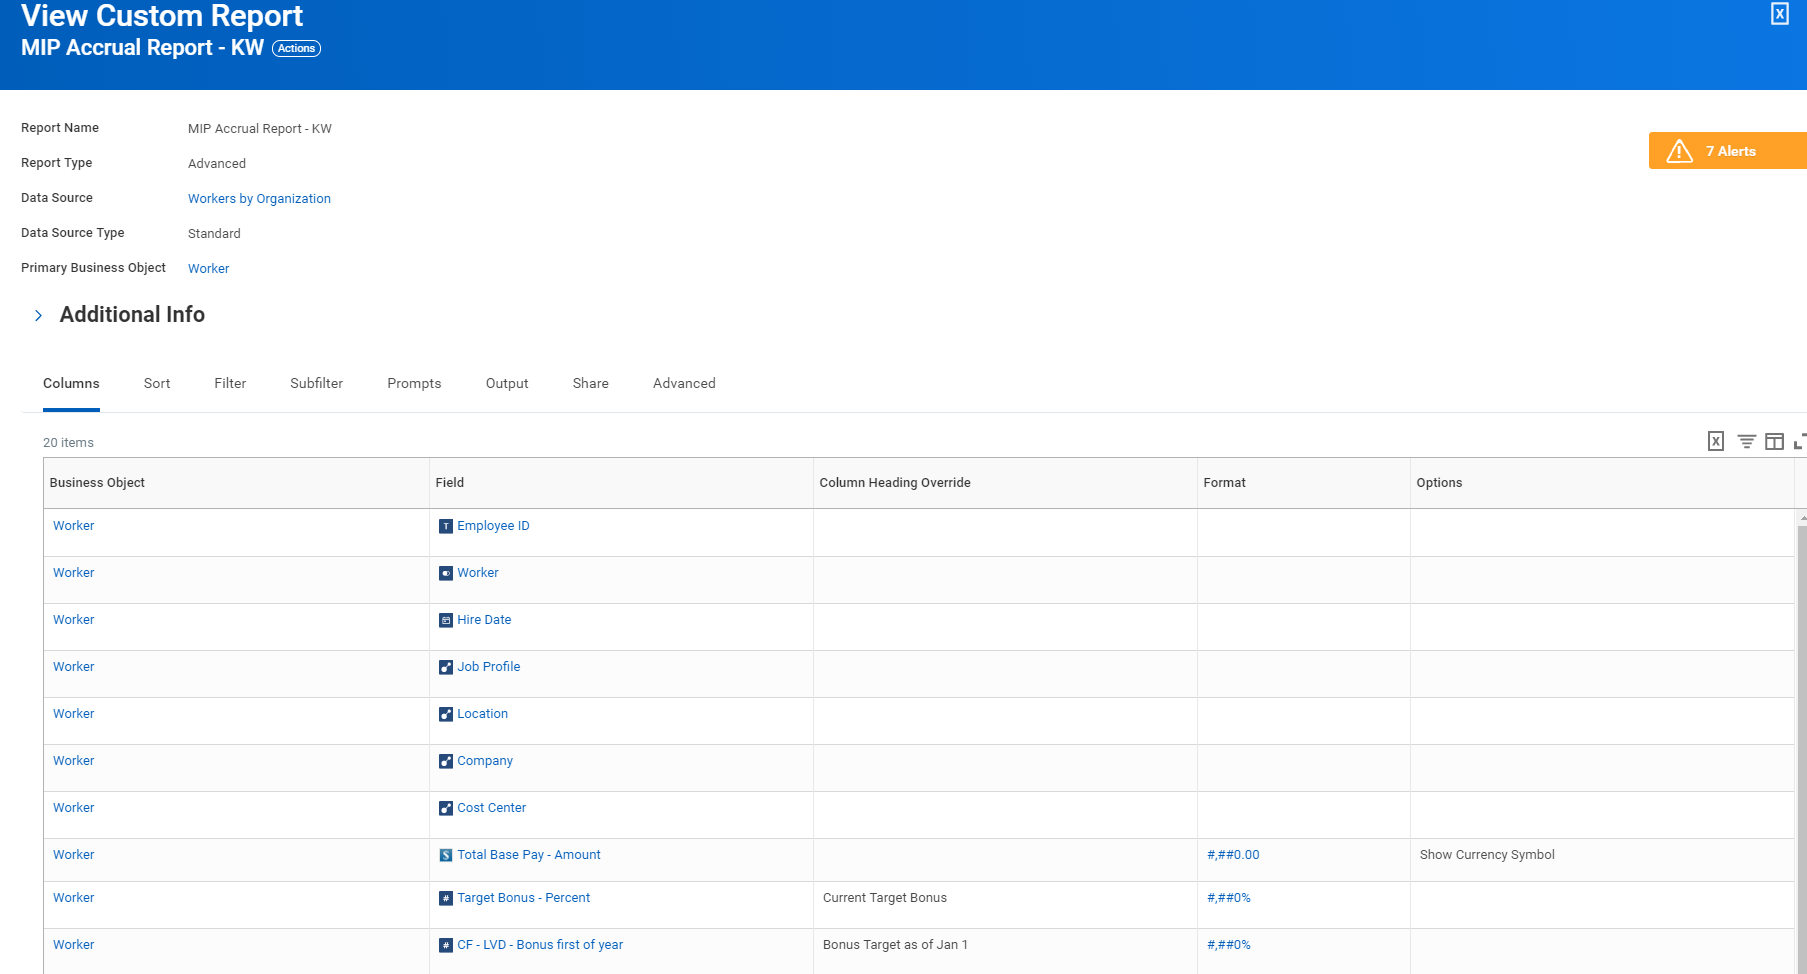 View Custom Report
X
MIP Accrual Report - KW Actions
Report Name MIP Accrual Report - KW
7 Alerts
Report Type Advanced
Data Source Workers by Organization
Data Source Type Standard
Primary Business Object Worker
Additional Info
Columns Sort Filter Subfilter Prompts Output Share Advanced
20 items
X
Business Object Field Column Heading Override Format Options
Worker T Employee ID
Worker Worker
Worker Hire Date
Worker Job Profile
Worker Location
Worker Company
Worker Cost Center
Worker $ Total Base Pay - Amount #,##0.00 Show Currency Symbol
Worker # Target Bonus - Percent Current Target Bonus #,##0%
Worker # CF - LVD - Bonus first of year Bonus Target as of Jan 1 #,##0%